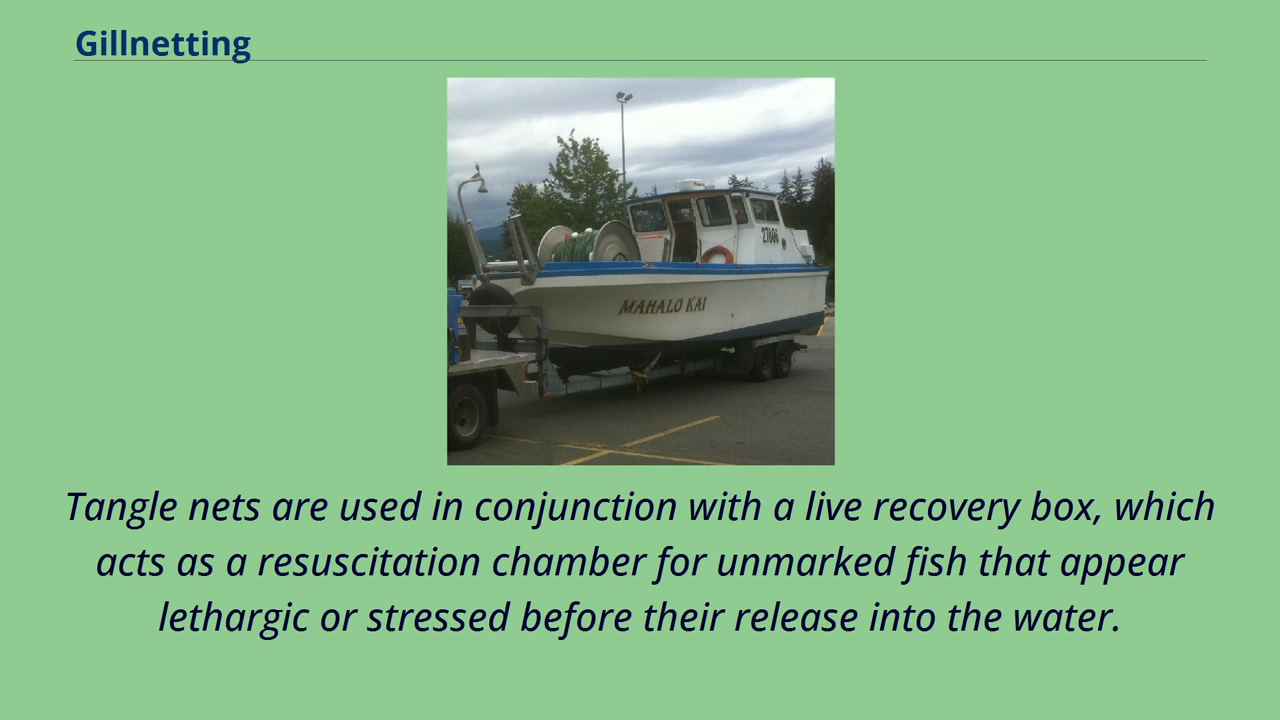 Gillnetting
27886
MAHALO KAI
Tangle nets are used in conjunction with a live recovery box, which
acts as a resuscitation chamber for unmarked fish that appear
lethargic or stressed before their release into the water.